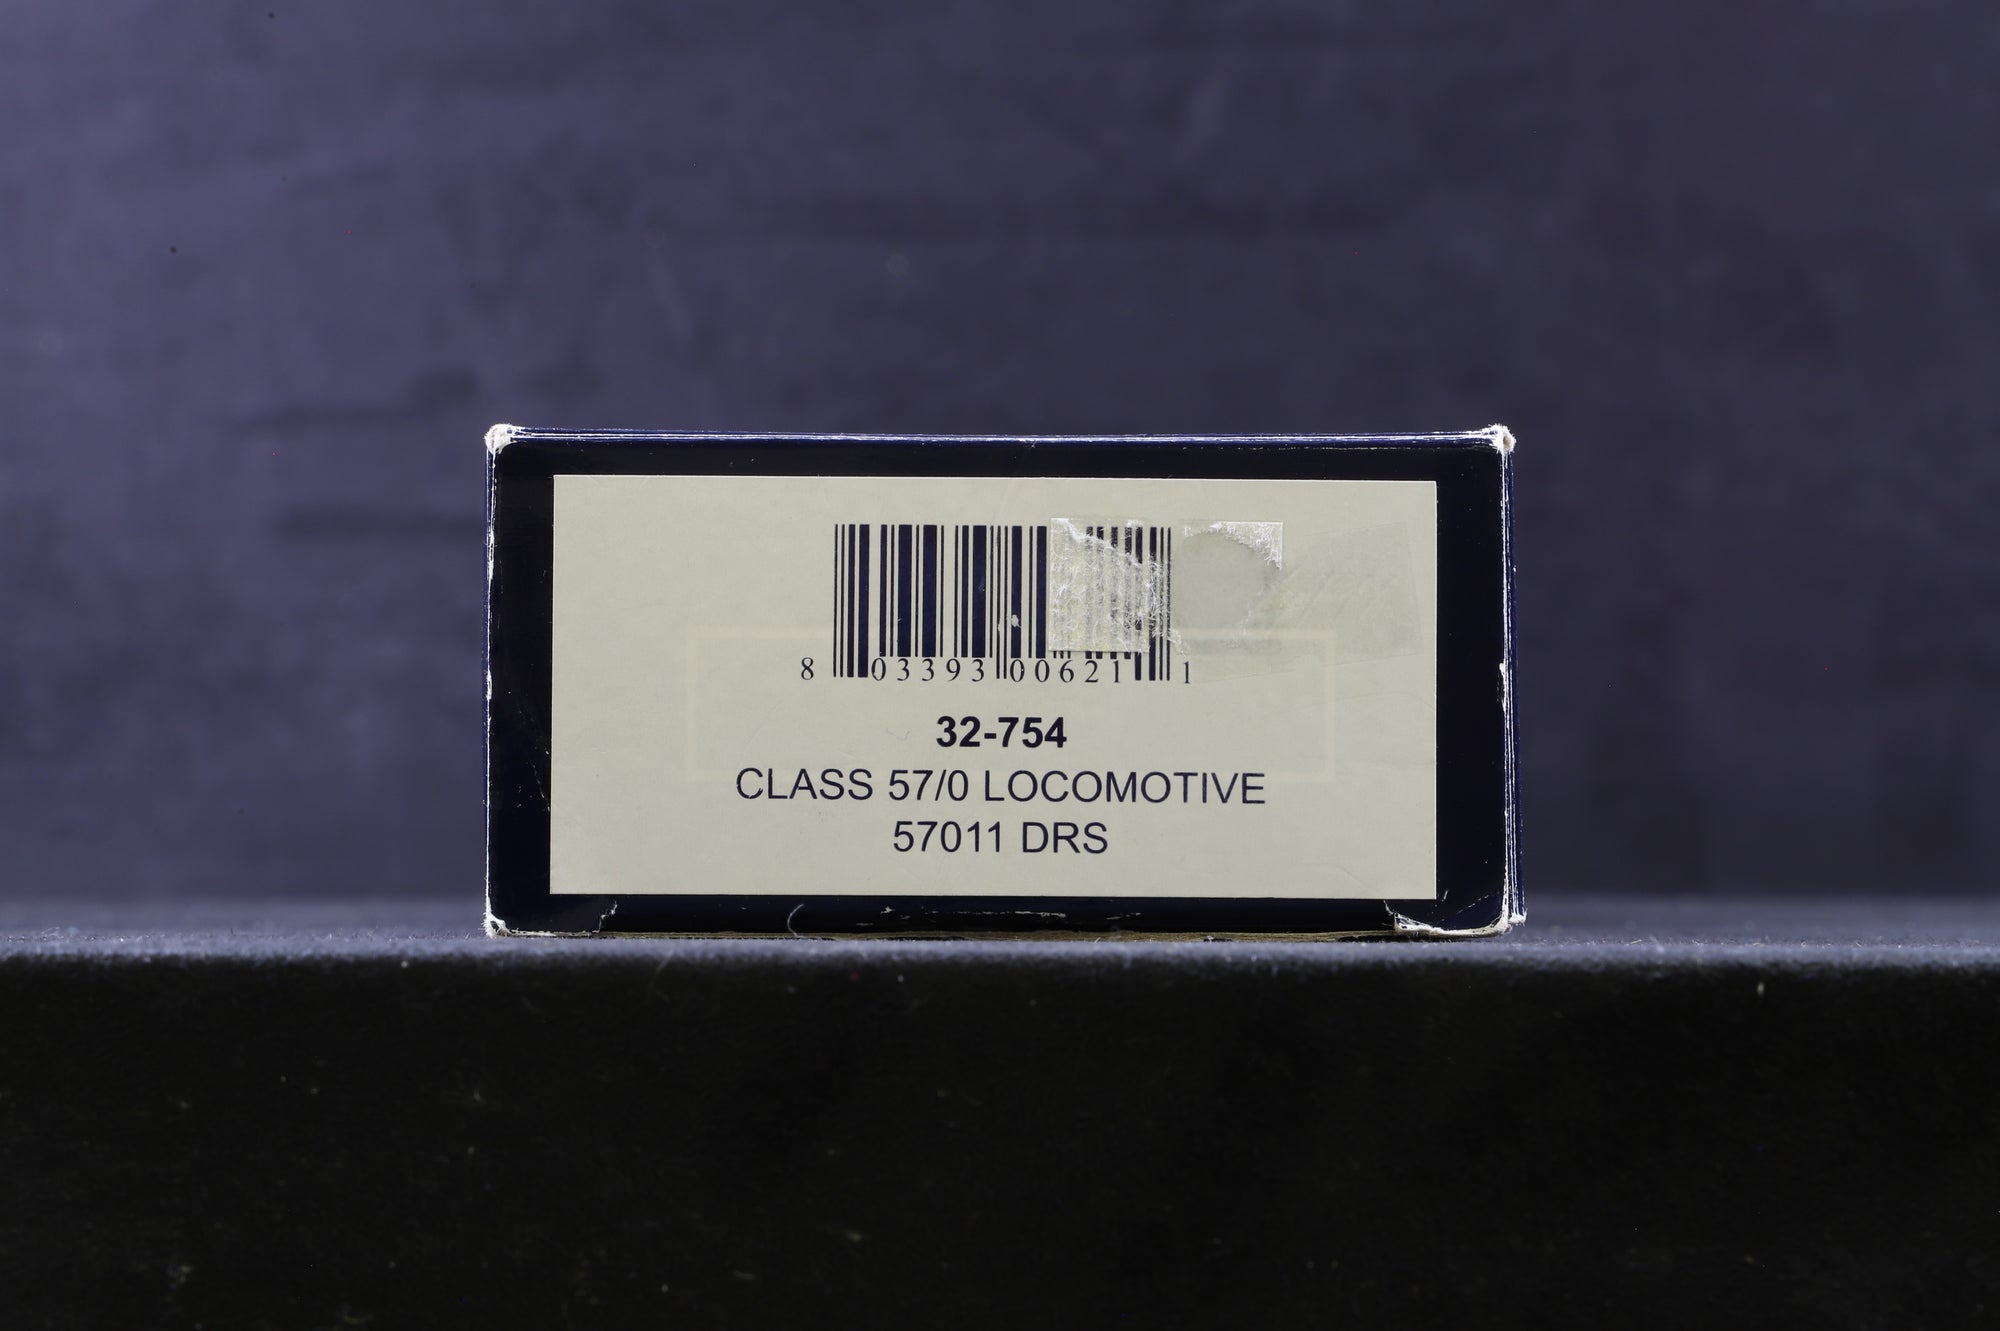 8 03393 00621 1
32-754
CLASS 57/0 LOCOMOTIVE
57011 DRS